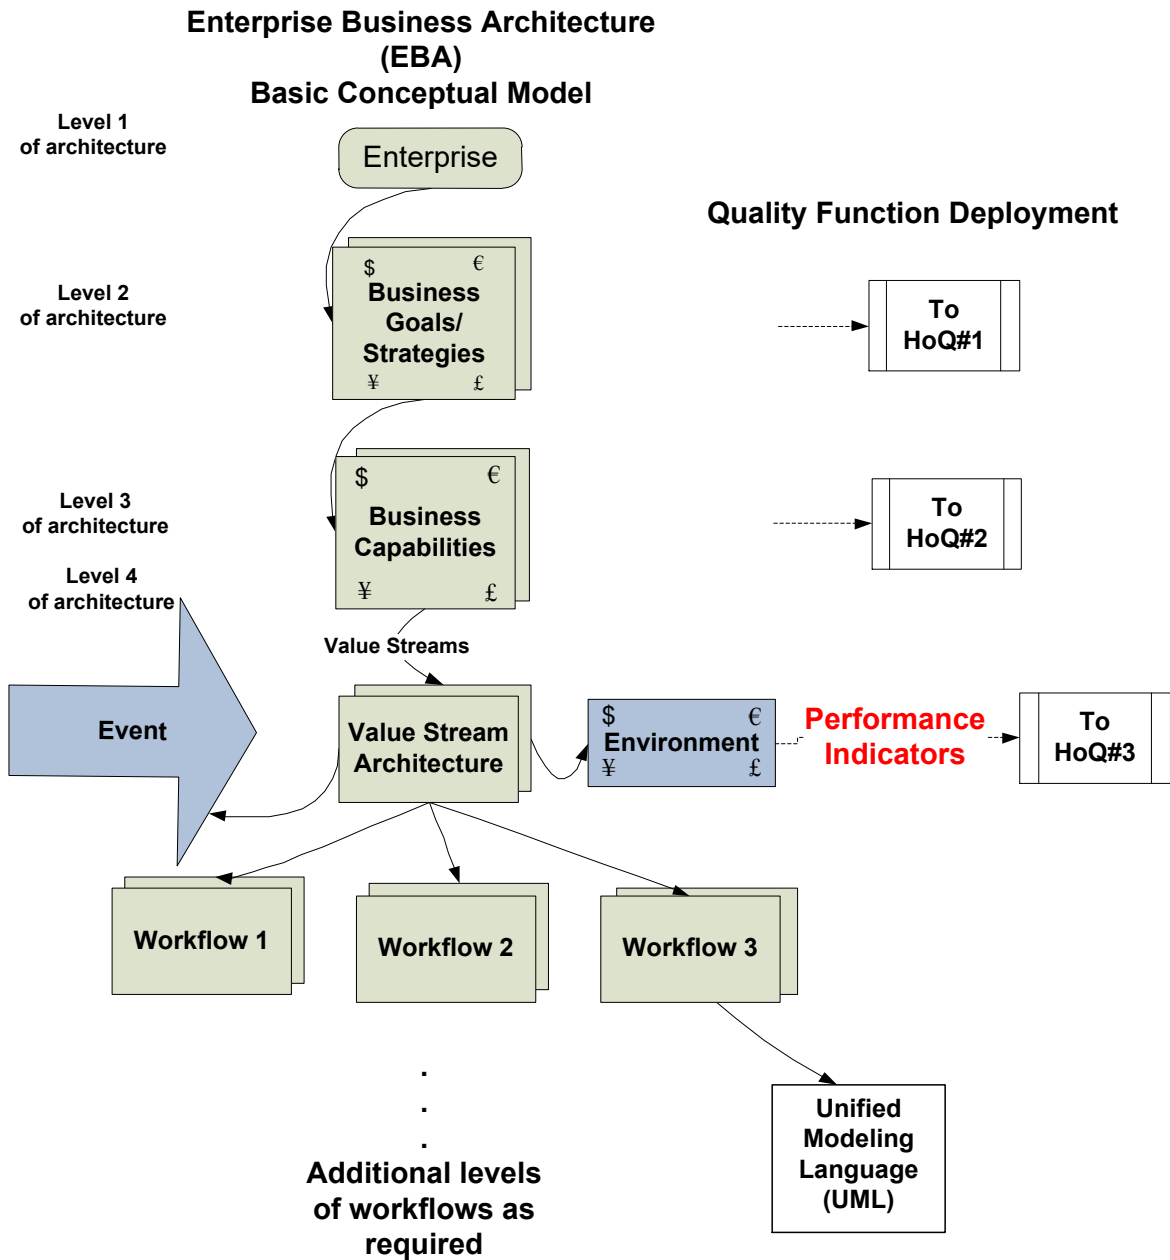 Enterprise Business Architecture
(EBA)
Basic Conceptual Model
Level 1
of architecture
Enterprise
Quality Function Deployment
Level 2
of architecture
$ €
Business
Goals/
Strategies
¥ £
To
HoQ#1
Level 3
of architecture
$ €
Business
Capabilities
¥ £
To
HoQ#2
Level 4
of architecture
Value Streams
Event
Value Stream
Architecture
$ €
Environment
¥ £
Performance
Indicators
To
HoQ#3
Workflow 1
Workflow 2
Workflow 3
.
.
.
Additional levels
of workflows as
required
Unified
Modeling
Language
(UML)